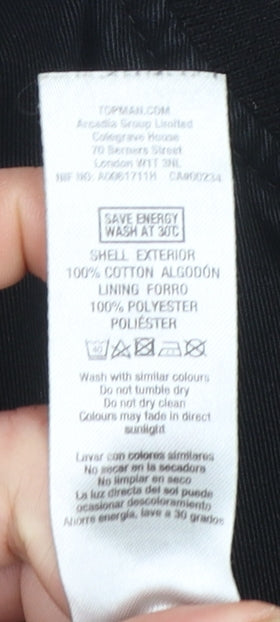 TOPMAN.COM
Arcadia Group Limited
Colegrave House
70 Berners Street
London W1T 3NL
NIF NO: A0081711H CA#00234
SAVE ENERGY
WASH AT 30C
SHELL EXTERIOR
100% COTTON ALGODÓN
LINING FORRO
100% POLYESTER
POLIÉSTER
40
Wash with similar colours
Do not tumble dry
Do not dry clean
Colours may fade in direct
sunlight
Lavar con colores similares
No secar en la secadora
No limpiar en seco
La luz directa del sol puede
ocasionar descoloramiento
Ahorre energía, lave a 30 grados